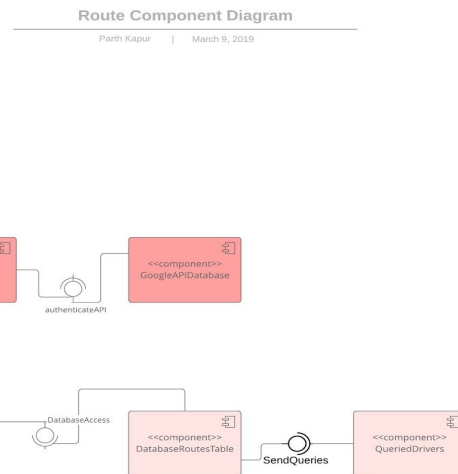 Route Component Diagram
Parth Kapur | March 9, 2019
<<component>>
GoogleAPIDatabase
authenticateAPI
DatabaseAccess
<<component>>
DatabaseRoutesTable
SendQueries
<<component>>
QueriedDrivers